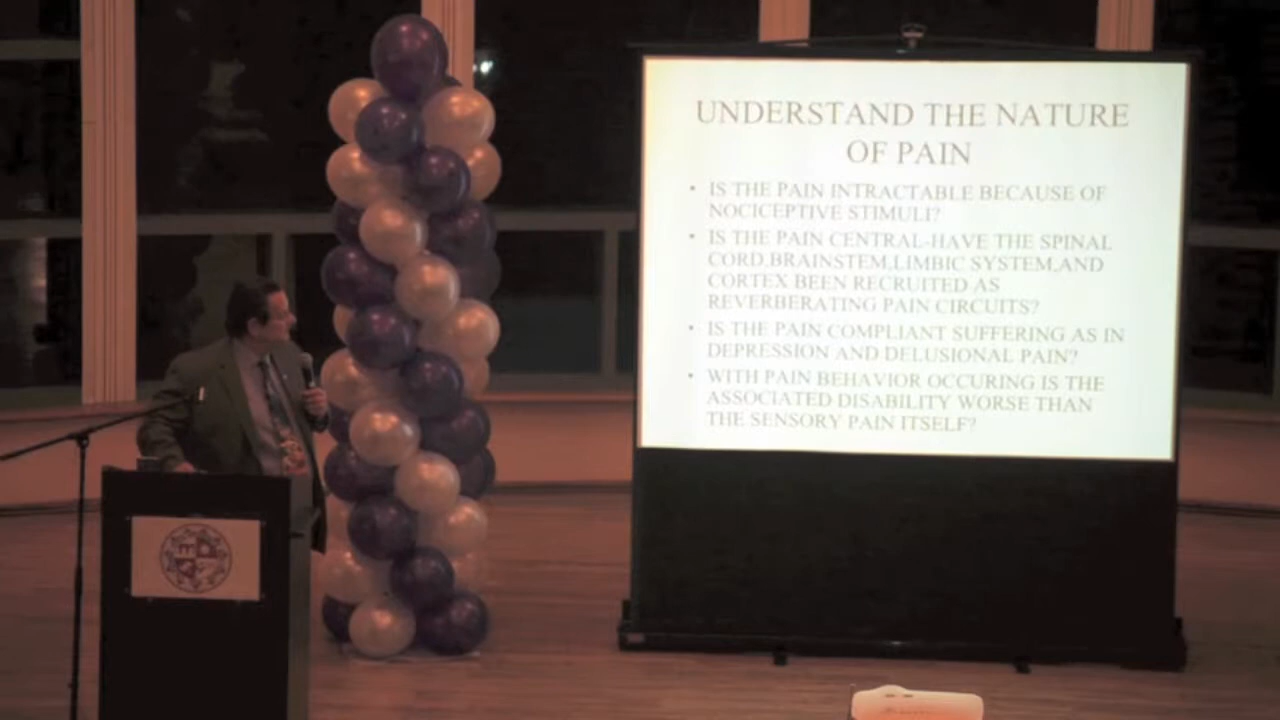 UNDERSTAND THE NATURE
OF PAIN
• IS THE PAIN INTRACTABLE BECAUSE OF
NOCICEPTIVE STIMULI?
• IS THE PAIN CENTRAL-HAVE THE SPINAL
CORD,BRAINSTEM,LIMBIC SYSTEM,AND
CORTEX BEEN RECRUITED AS
REVERBERATING PAIN CIRCUITS?
• IS THE PAIN COMPLIANT SUFFERING AS IN
DEPRESSION AND DELUSIONAL PAIN?
• WITH PAIN BEHAVIOR OCCURING IS THE
ASSOCIATED DISABILITY WORSE THAN
THE SENSORY PAIN ITSELF?